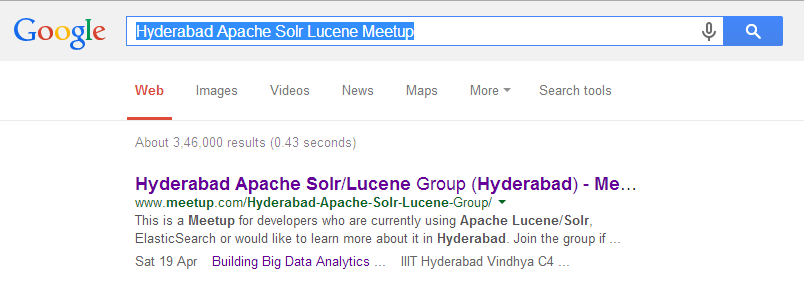 Google Hyderabad Apache Solr Lucene Meetup
Web Images Videos News Maps More Search tools
About 3,46,000 results (0.43 seconds)
Hyderabad Apache Solr/Lucene Group (Hyderabad) - Me...
www.meetup.com/Hyderabad-Apache-Solr-Lucene-Group/
This is a Meetup for developers who are currently using Apache Lucene/Solr,
ElasticSearch or would like to learn more about it in Hyderabad. Join the group if ...
Sat 19 Apr Building Big Data Analytics ... IIIT Hyderabad Vindhya C4 ...